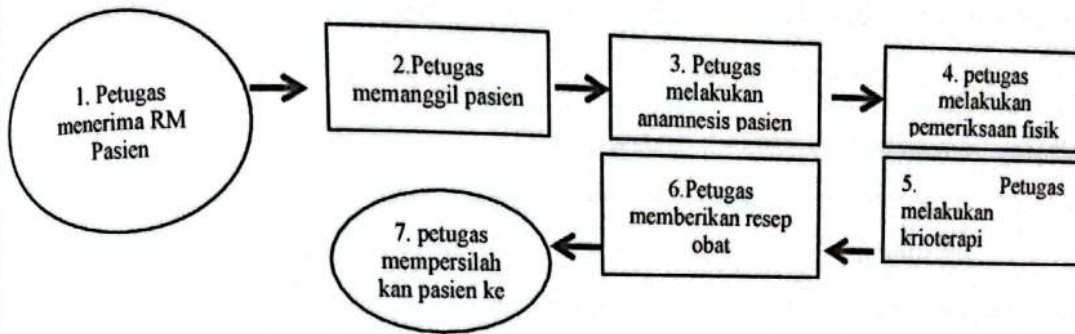 1. Petugas
menerima RM
Pasien
2.Petugas
memanggil pasien
3. Petugas
melakukan
anamnesis pasien
4. petugas
melakukan
pemeriksaan fisik
5. Petugas
melakukan
krioterapi
6.Petugas
memberikan resep
obat
7. petugas
mempersilah
kan pasien ke